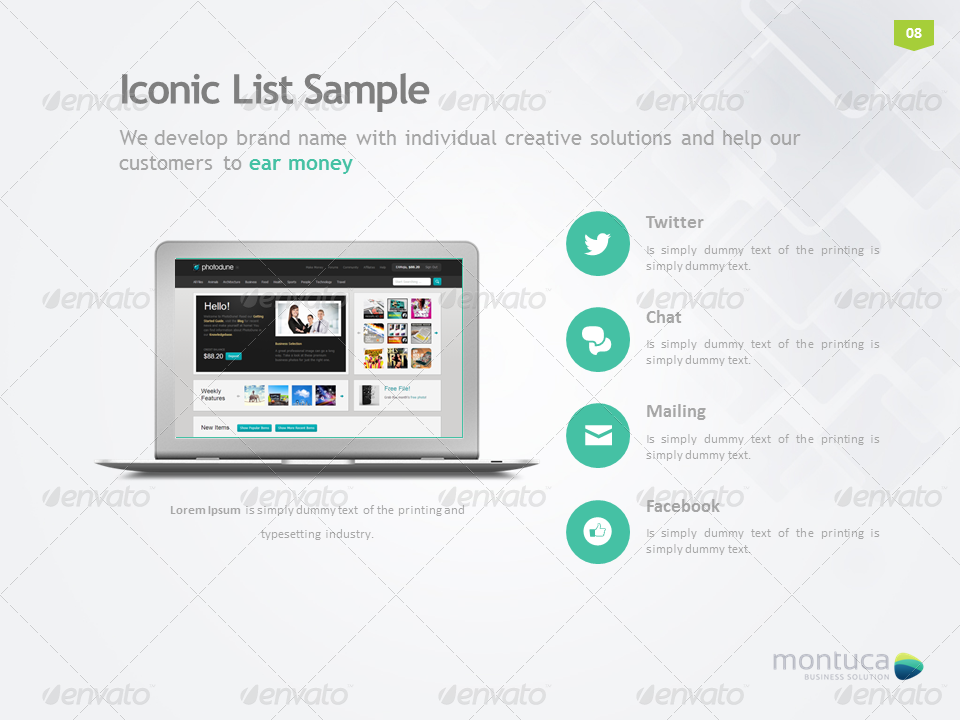 08
Iconic List Sample
We develop brand name with individual creative solutions and help our
customers to ear money
photodune
$88.20
Hello!
Business Selection
$88.20
Weekly
Features
Free File!
New Items
Lorem Ipsum is simply dummy text of the printing and
typesetting industry.
Twitter
Is simply dummy text of the printing is
simply dummy text.
Chat
Is simply dummy text of the printing is
simply dummy text.
Mailing
Is simply dummy text of the printing is
simply dummy text.
Facebook
Is simply dummy text of the printing is
simply dummy text.
montuca
BUSINESS SOLUTION
envato